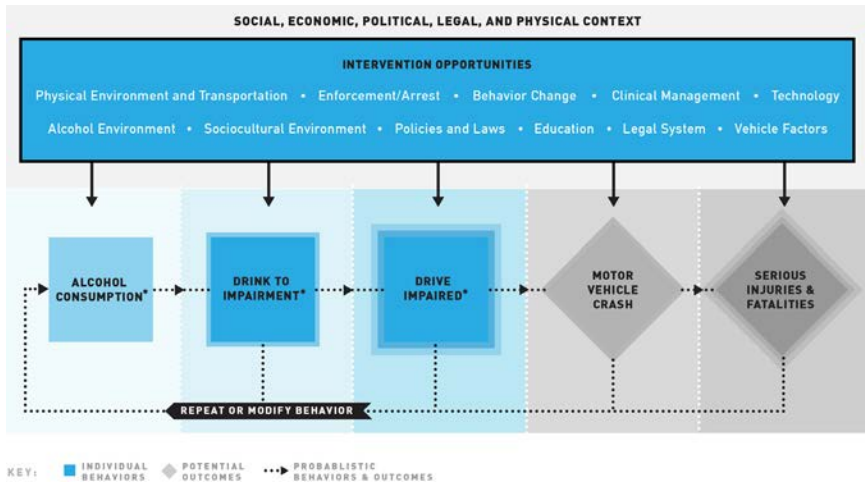 SOCIAL, ECONOMIC, POLITICAL, LEGAL, AND PHYSICAL CONTEXT
INTERVENTION OPPORTUNITIES
Physical Environment and Transportation • Enforcement/Arrest • Behavior Change • Clinical Management • Technology
Alcohol Environment • Sociocultural Environment • Policies and Laws • Education • Legal System • Vehicle Factors
ALCOHOL
CONSUMPTION*
DRINK TO
IMPAIRMENT*
DRIVE
IMPAIRED*
MOTOR
VEHICLE
CRASH
SERIOUS
INJURIES &
FATALITIES
REPEAT OR MODIFY BEHAVIOR
KEY:
INDIVIDUAL
BEHAVIORS
POTENTIAL
OUTCOMES
PROBABLISTIC
BEHAVIORS & OUTCOMES